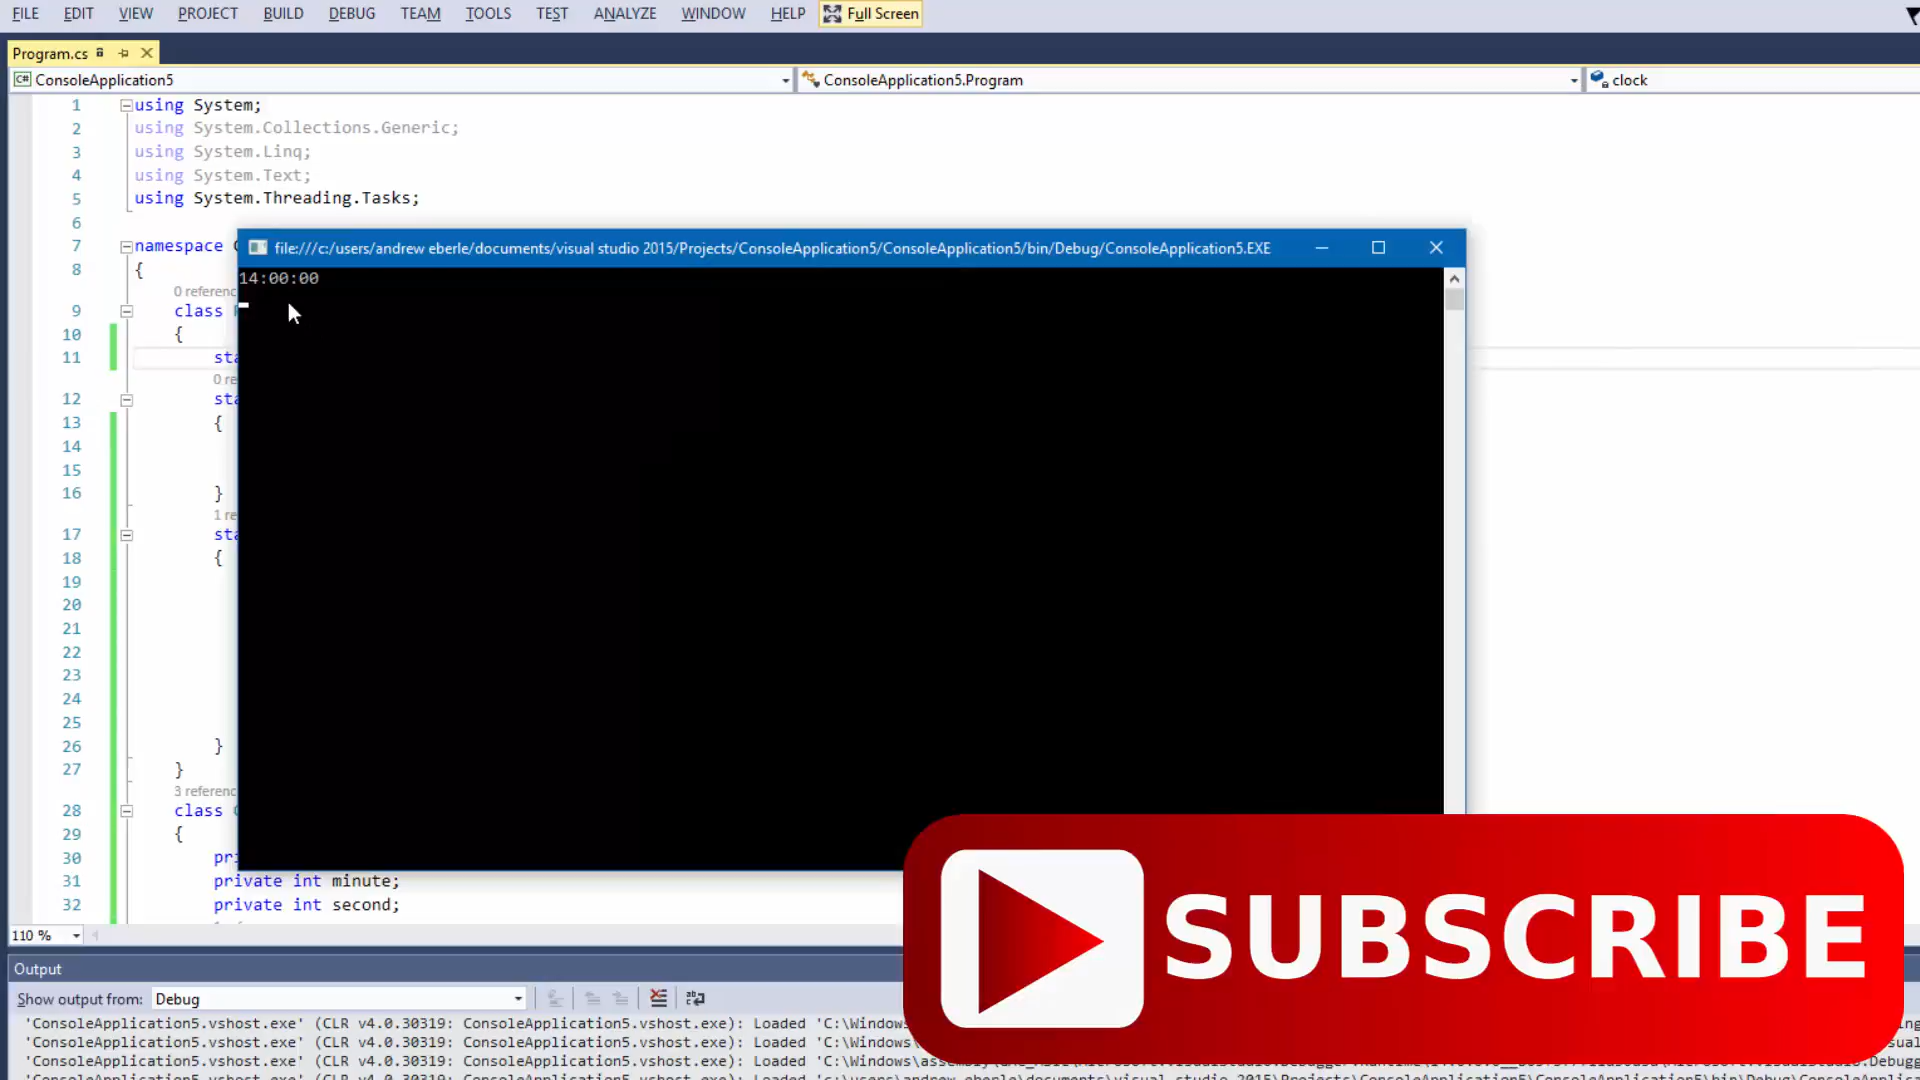 FILE EDIT VIEW PROJECT BUILD DEBUG TEAM TOOLS TEST ANALYZE WINDOW HELP Full Screen
Program.cs
C# ConsoleApplication5 ConsoleApplication5.Program clock
1 using System;
2 using System.Collections.Generic;
3 using System.Linq;
4 using System.Text;
5 using System.Threading.Tasks;
6
7 namespace
file:///c:/users/andrew eberle/documents/visual studio 2015/Projects/ConsoleApplication5/ConsoleApplication5/bin/Debug/ConsoleApplication5.EXE
8 {
14:00:00
0 referenc
9 class
10 {
11 sta
0 re
12 sta
13 {
14
15
16 }
1 re
17 sta
18 {
19
20
21
22
23
24
25
26 }
27 }
3 referenc
28 class
29 {
30 pri
31 private int minute;
32 private int second;
110 %
SUBSCRIBE
Output
Show output from: Debug
'ConsoleApplication5.vshost.exe' (CLR v4.0.30319: ConsoleApplication5.vshost.exe): Loaded 'C:\Windows
'ConsoleApplication5.vshost.exe' (CLR v4.0.30319: ConsoleApplication5.vshost.exe): Loaded 'C:\Windows\
'ConsoleApplication5.vshost.exe' (CLR v4.0.30319: ConsoleApplication5.vshost.exe): Loaded 'C:\Windows\